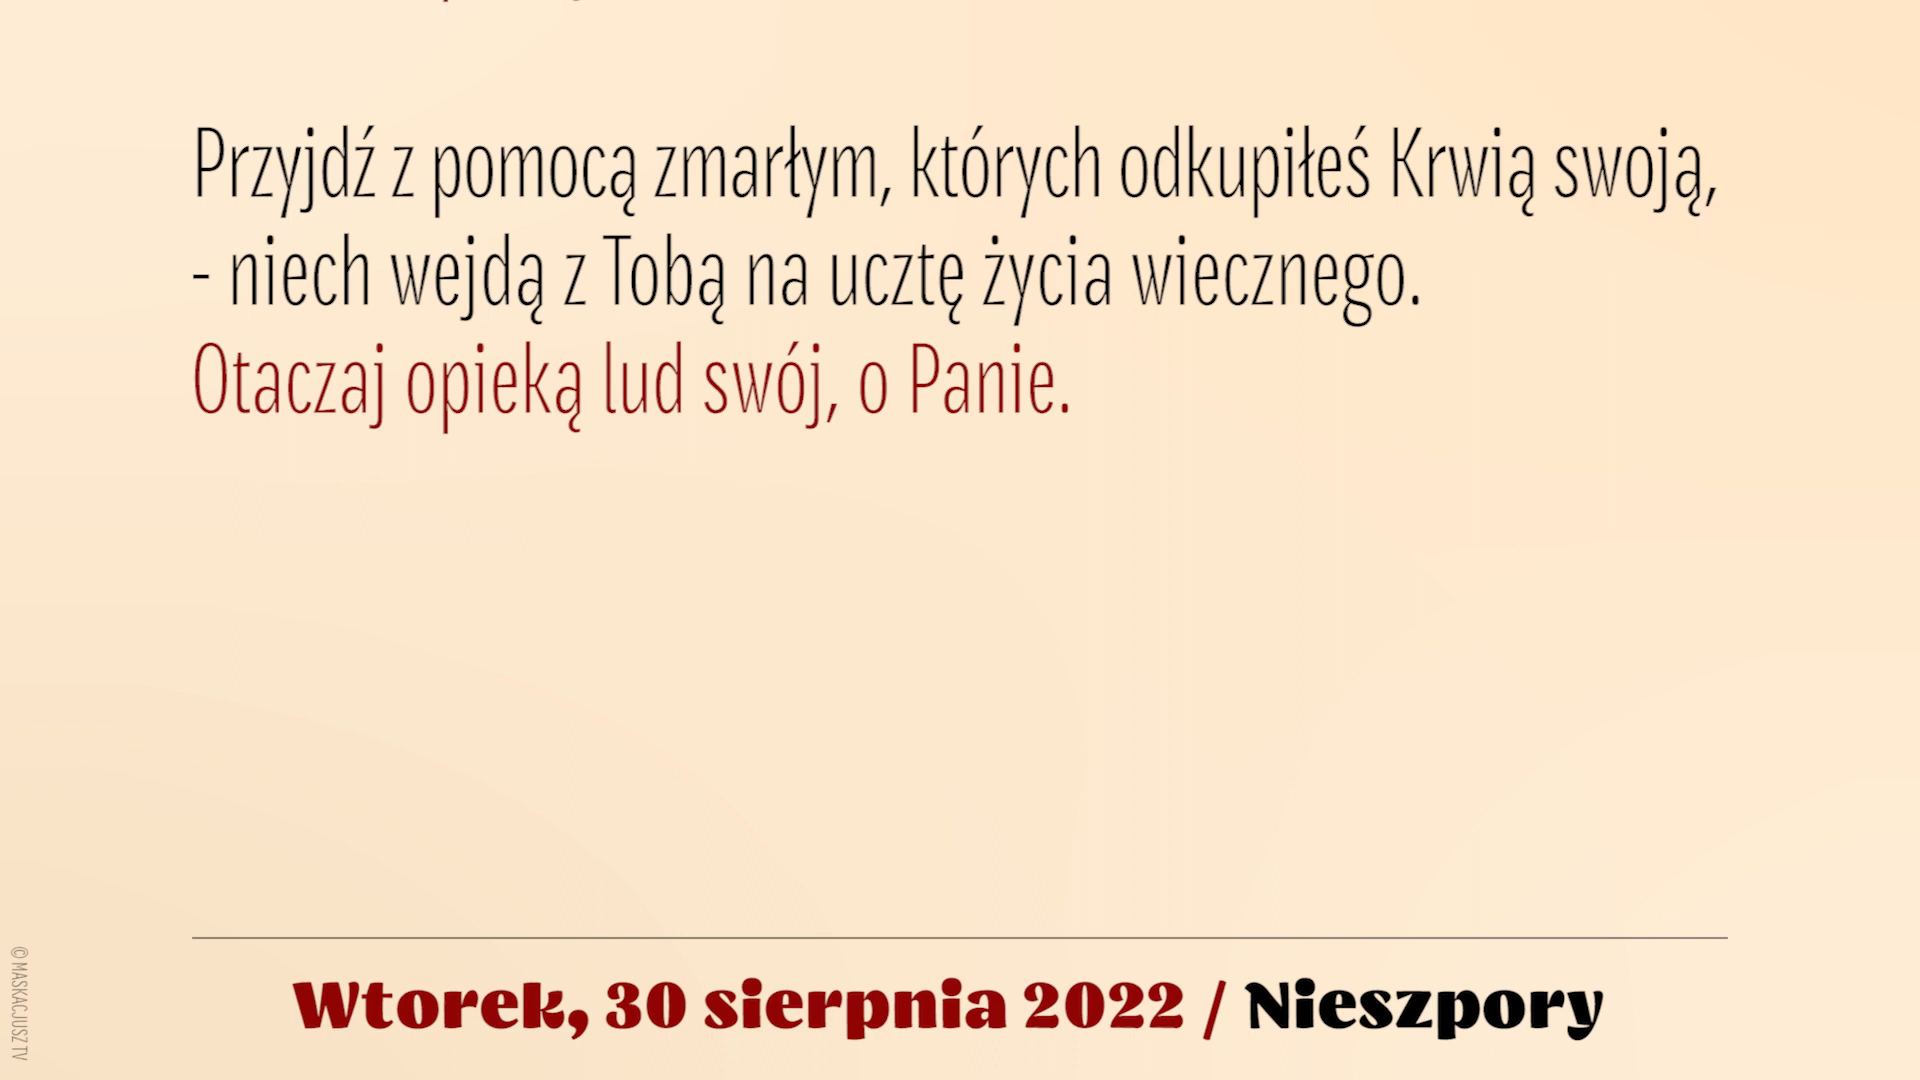 Przyjdź z pomocą zmarłym, których odkupiłeś Krwią swoją,
- niech wejdą z Tobą na ucztę życia wiecznego.
Otaczaj opieką lud swój, o Panie.
Wtorek, 30 sierpnia 2022 / Nieszpory
© MASKACJUSZ TV